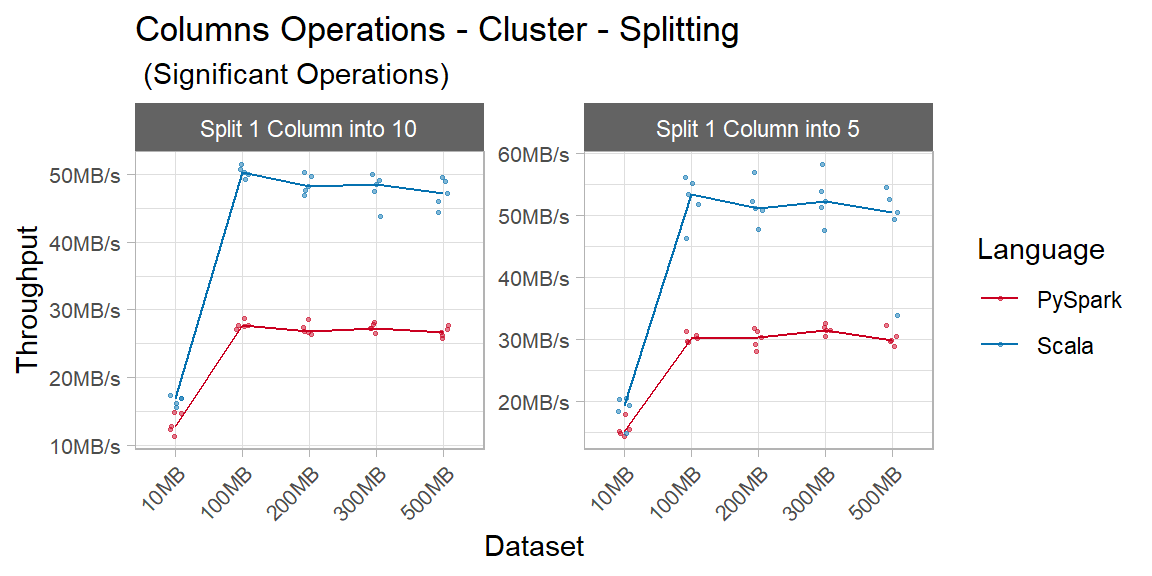 Columns Operations - Cluster - Splitting
(Significant Operations)
Split 1 Column into 10
Split 1 Column into 5
Throughput
50MB/s
40MB/s
30MB/s
20MB/s
10MB/s
60MB/s
50MB/s
40MB/s
30MB/s
20MB/s
10MB
100MB
200MB
300MB
500MB
10MB
100MB
200MB
300MB
500MB
Dataset
Language
PySpark
Scala